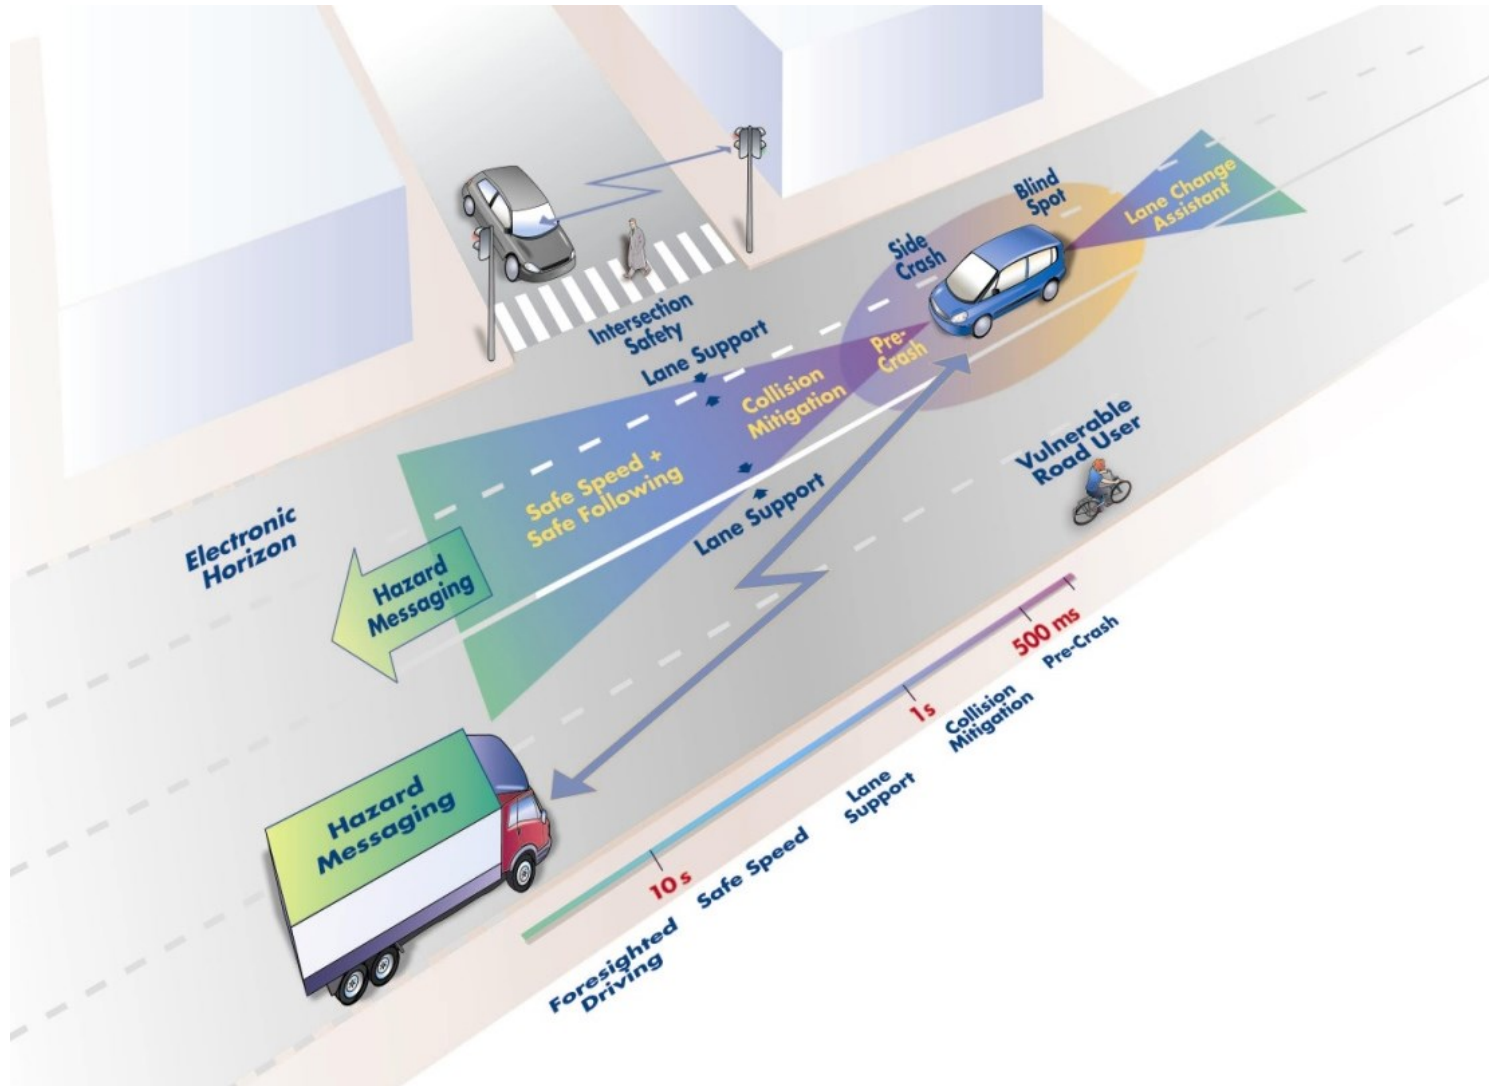 Blind
Spot
Lane Change
Assistant
Side
Crash
Intersection
Safety
Lane Support
Pre-
Crash
Collision
Mitigation
Vulnerable
Road User
Safe Speed +
Safe Following
Lane Support
Electronic
Horizon
Hazard
Messaging
Hazard
Messaging
500 ms
Pre-Crash
1s
Collision
Mitigation
Lane
Support
10 s
Safe Speed
Foresighted
Driving